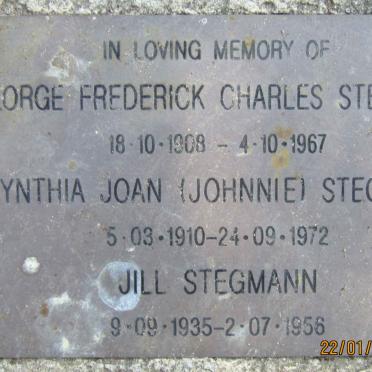 IN LOVING MEMORY OF
ORGE FREDERICK CHARLES STE
18·10·1908 - 4·10·1967
YNTHIA JOAN (JOHNNIE) STEG
5·03·1910-24·09·1972
JILL STEGMANN
9·09·1935-2·07·1956
22/01/